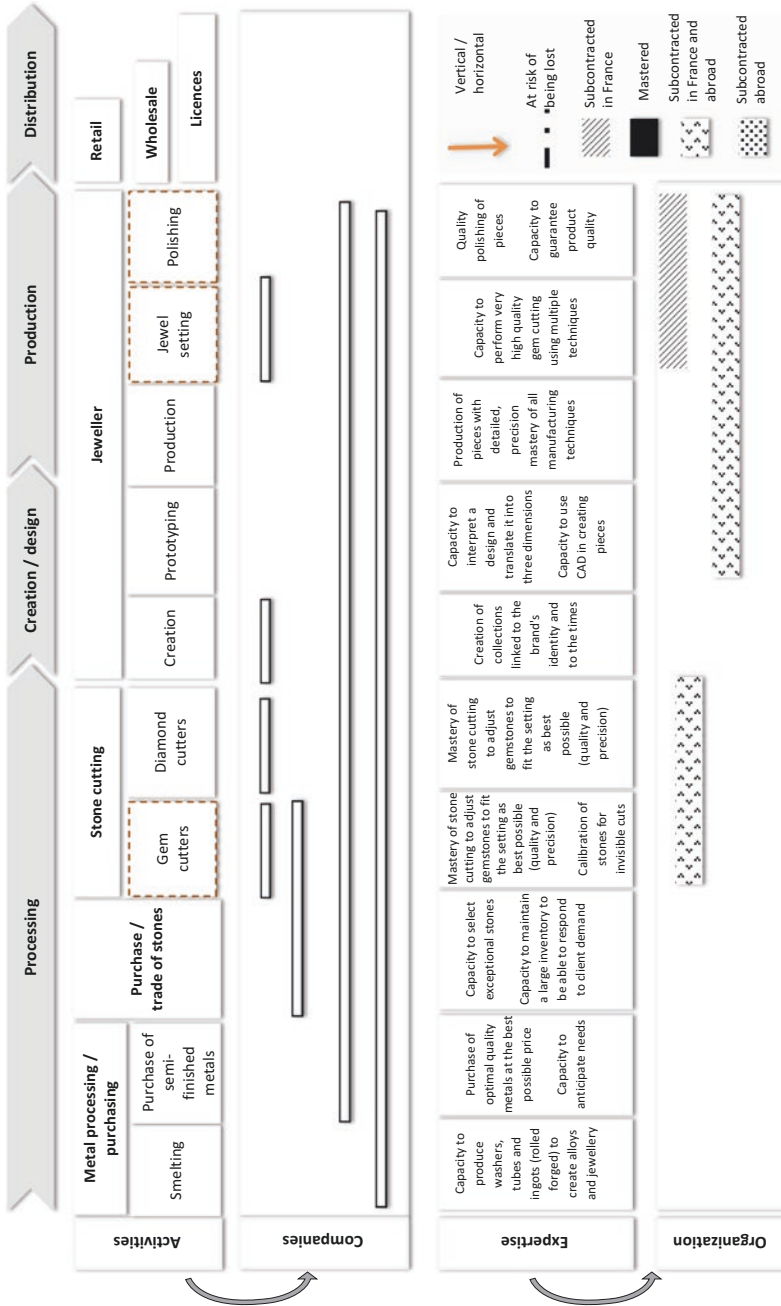 Processing
Creation / design
Production
Distribution
Activities
Metal processing /
purchasing
Smelting
Purchase of
semi-
finished metals
Purchase /
trade of stones
Stone cutting
Gem
cutters
Diamond
cutters
Jeweller
Creation
Prototyping
Production
Jewel
setting
Polishing
Retail
Wholesale
Licences
Companies
Expertise
Capacity to
produce
washers,
tubes and
ingots (rolled
forged) to
create alloys
and jewellery
Purchase of
optimal quality
metals at the best
possible price
Capacity to
anticipate needs
Capacity to select
exceptional stones
Capacity to maintain
a large inventory to
be able to respond
to client demand
Mastery of stone
cutting to adjust
gemstones to fit
the setting as
best possible
(quality and
precision)
Calibration of
stones for
invisible cuts
Mastery of
stone cutting
to adjust
gemstones to
fit the setting
as best
possible
(quality and
precision)
Creation of
collections
linked to the
brand's
identity and
to the times
Capacity to
interpret a
design and
translate it into
three dimensions
Capacity to use
CAD in creating
pieces
Production of
pieces with
detailed,
precision
mastery of all
manufacturing
techniques
Capacity to
perform very
high quality
gem cutting
using multiple
techniques
Quality
polishing of
pieces
Capacity to
guarantee
product
quality
Vertical /
horizontal
At risk of
being lost
Subcontracted
in France
Mastered
Subcontracted
in France and
abroad
Subcontracted
abroad
Organization